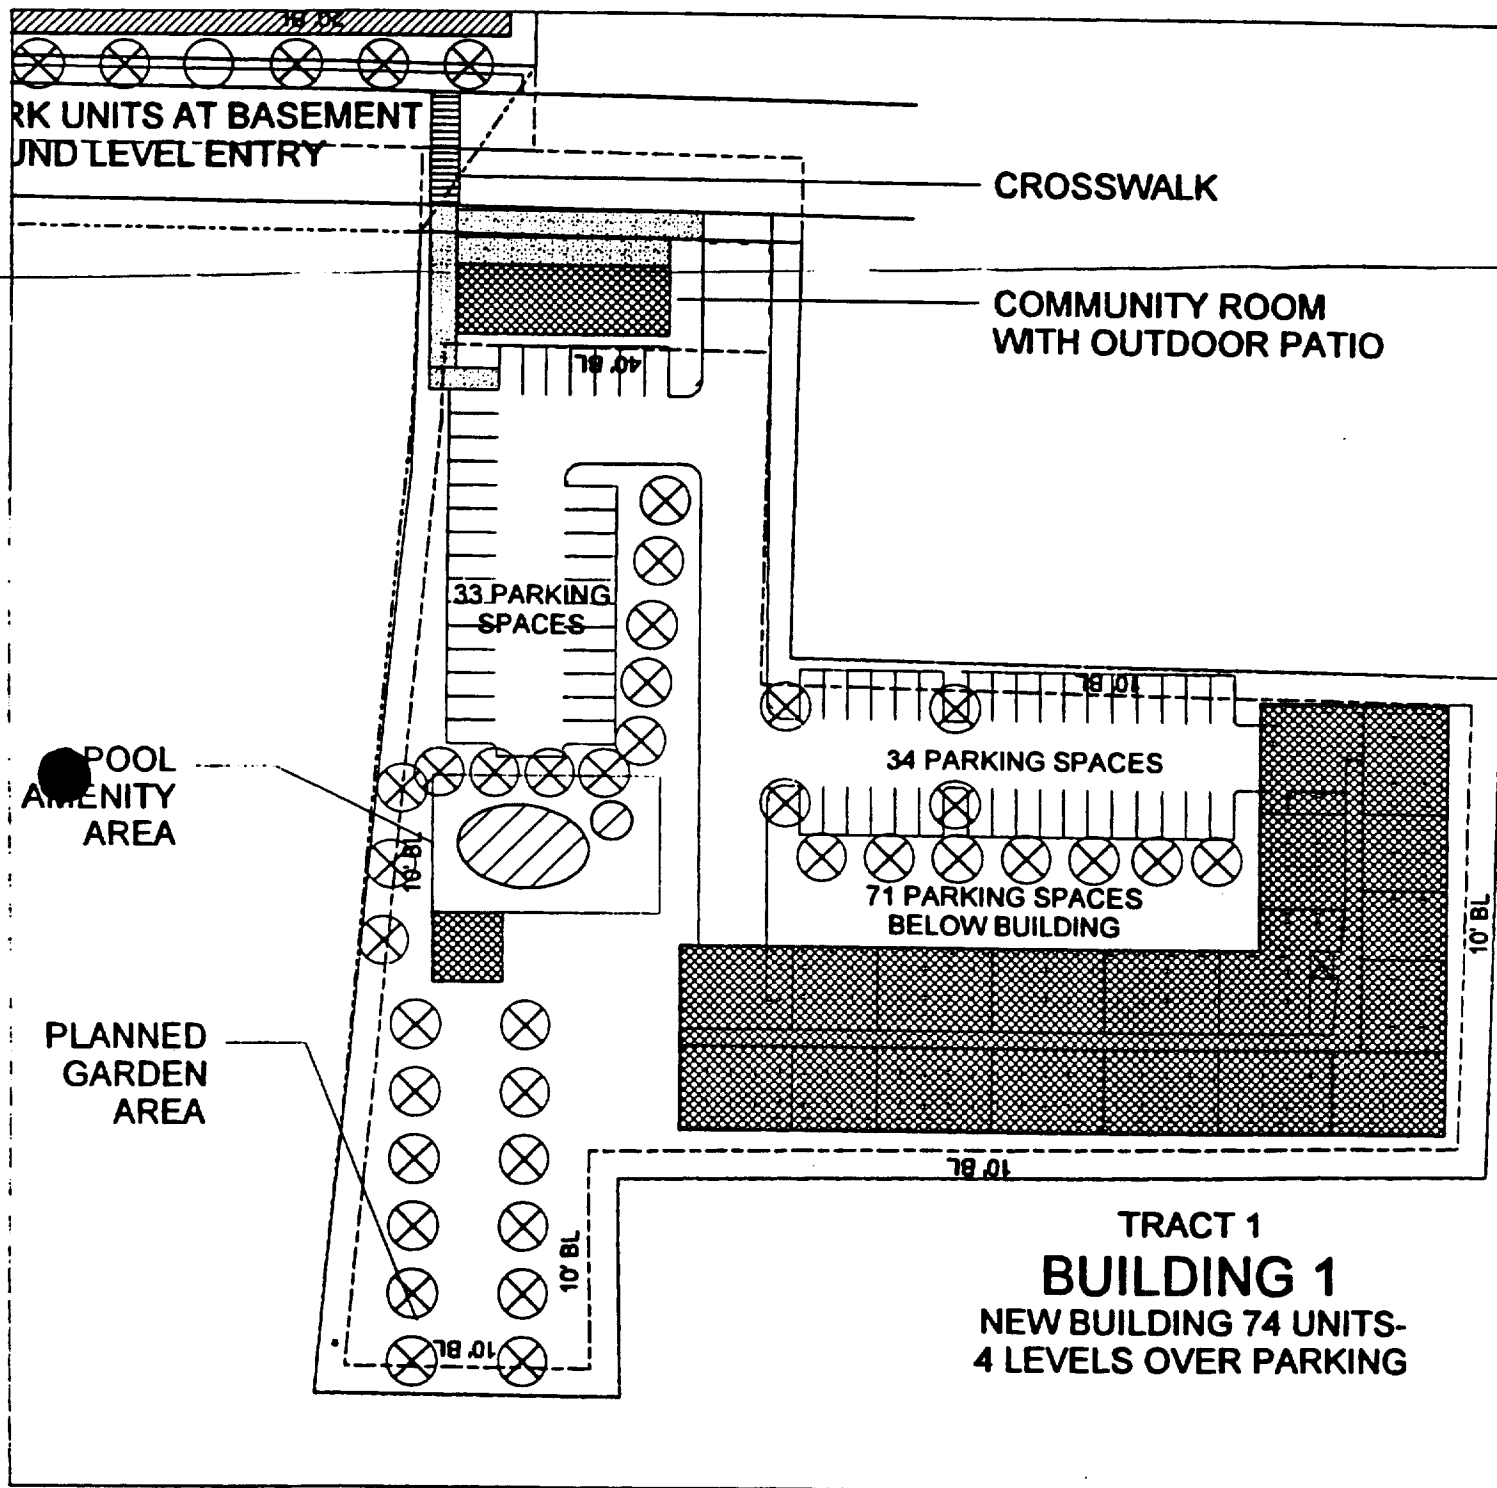 20' BL
RK UNITS AT BASEMENT
UND LEVEL ENTRY
CROSSWALK
COMMUNITY ROOM
WITH OUTDOOR PATIO
40' BL
33 PARKING
SPACES
10' BL
34 PARKING SPACES
POOL
AMENITY
AREA
10' BL
71 PARKING SPACES
BELOW BUILDING
10' BL
PLANNED
GARDEN
AREA
10' BL
10' BL
10' BL
TRACT 1
BUILDING 1
NEW BUILDING 74 UNITS-
4 LEVELS OVER PARKING